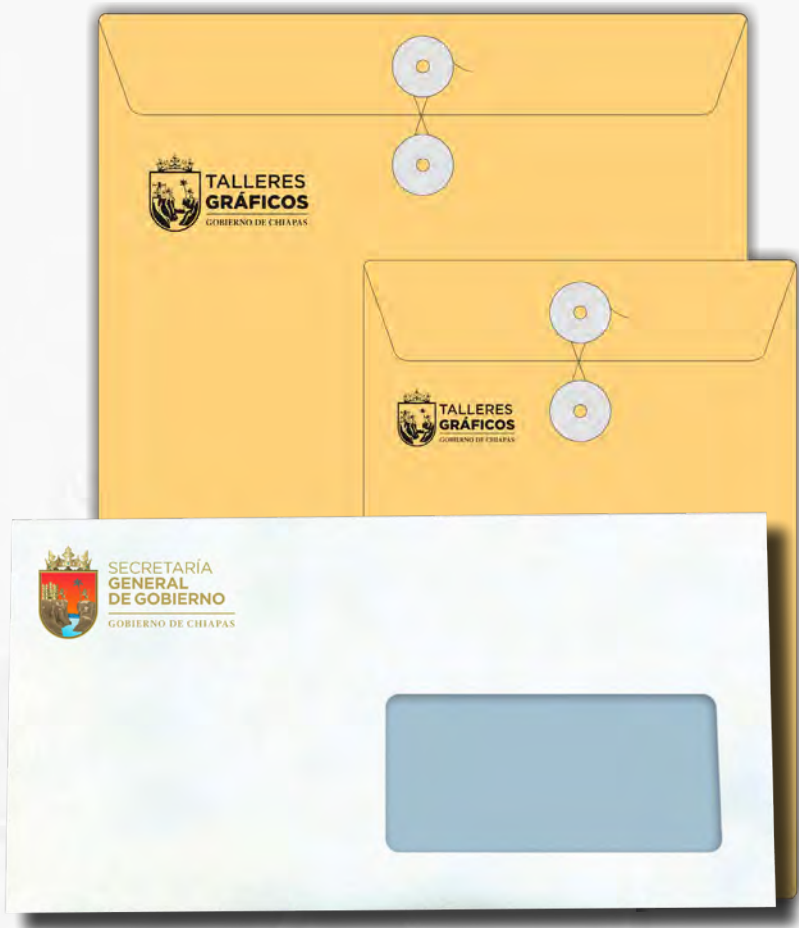 TALLERES
GRÁFICOS
GOBIERNO DE CHIAPAS
TALLERES
GRÁFICOS
GOBIERNO DE CHIAPAS
SECRETARÍA
GENERAL
DE GOBIERNO
GOBIERNO DE CHIAPAS